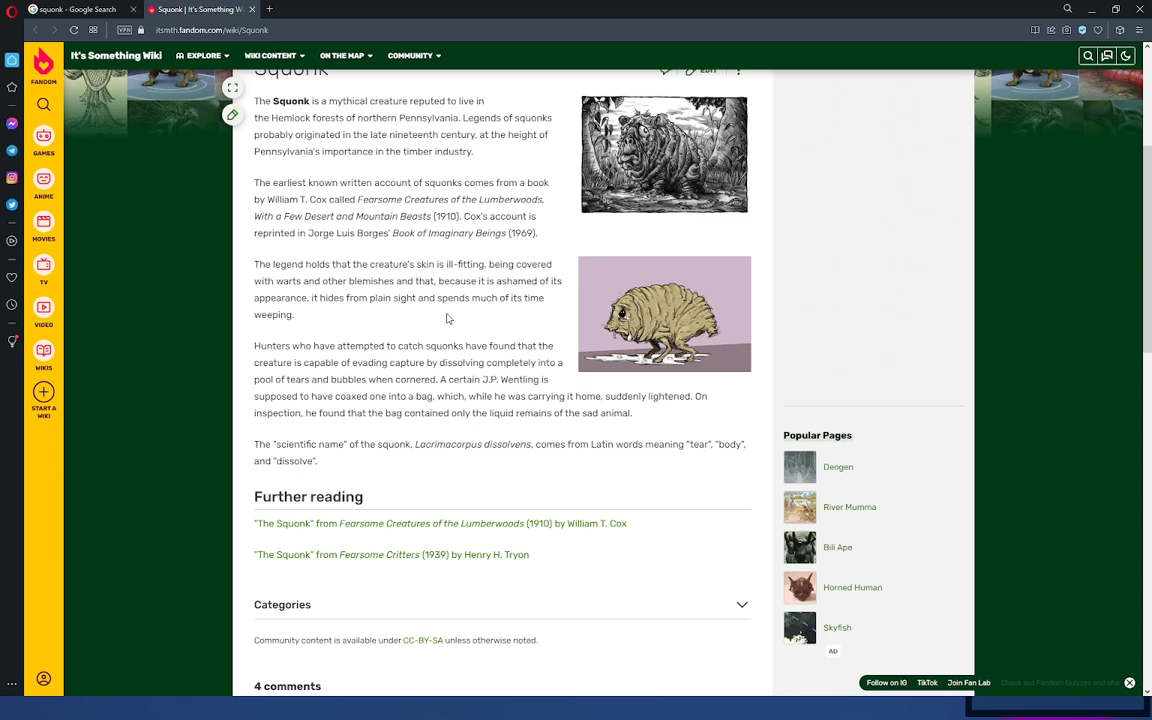 squonk - Google Search
Squonk | It's Something Wi
VPN
itsmth.fandom.com/wiki/Squonk
FANDOM
It's Something Wiki
EXPLORE
WIKI CONTENT
ON THE MAP
COMMUNITY
Squonk
EDIT
GAMES
ANIME
MOVIES
TV
VIDEO
WIKIS
START A
WIKI
The Squonk is a mythical creature reputed to live in
the Hemlock forests of northern Pennsylvania. Legends of squonks
probably originated in the late nineteenth century, at the height of
Pennsylvania's importance in the timber industry.
The earliest known written account of squonks comes from a book
by William T. Cox called Fearsome Creatures of the Lumberwoods,
With a Few Desert and Mountain Beasts (1910). Cox's account is
reprinted in Jorge Luis Borges' Book of Imaginary Beings (1969).
The legend holds that the creature's skin is ill-fitting, being covered
with warts and other blemishes and that, because it is ashamed of its
appearance, it hides from plain sight and spends much of its time
weeping.
Hunters who have attempted to catch squonks have found that the
creature is capable of evading capture by dissolving completely into a
pool of tears and bubbles when cornered. A certain J.P. Wentling is
supposed to have coaxed one into a bag, which, while he was carrying it home, suddenly lightened. On
inspection, he found that the bag contained only the liquid remains of the sad animal.
The "scientific name" of the squonk, Lacrimacorpus dissolvens, comes from Latin words meaning "tear", "body",
and "dissolve".
Further reading
"The Squonk" from Fearsome Creatures of the Lumberwoods (1910) by William T. Cox
"The Squonk" from Fearsome Critters (1939) by Henry H. Tryon
Categories
Community content is available under CC-BY-SA unless otherwise noted.
4 comments
Popular Pages
Deogen
River Mumma
Bili Ape
Horned Human
Skyfish
AD
Follow on IG
TikTok
Join Fan Lab
Check out Fandom Quizzes and cha